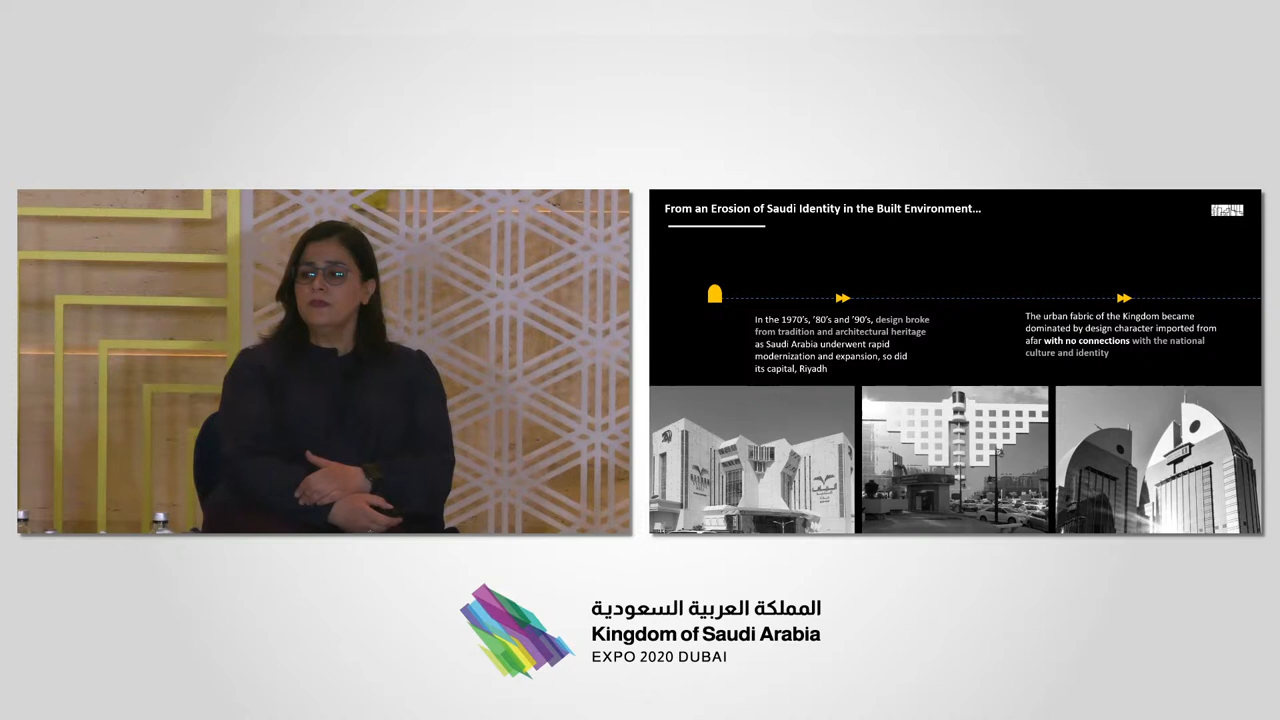 From an Erosion of Saudi Identity in the Built Environment...
In the 1970's, '80's and '90's, design broke
from tradition and architectural heritage
as Saudi Arabia underwent rapid
modernization and expansion, so did
its capital, Riyadh
The urban fabric of the Kingdom became
dominated by design character imported from
afar with no connections with the national
culture and identity
المملكة العربية السعودية
Kingdom of Saudi Arabia
EXPO 2020 DUBAI